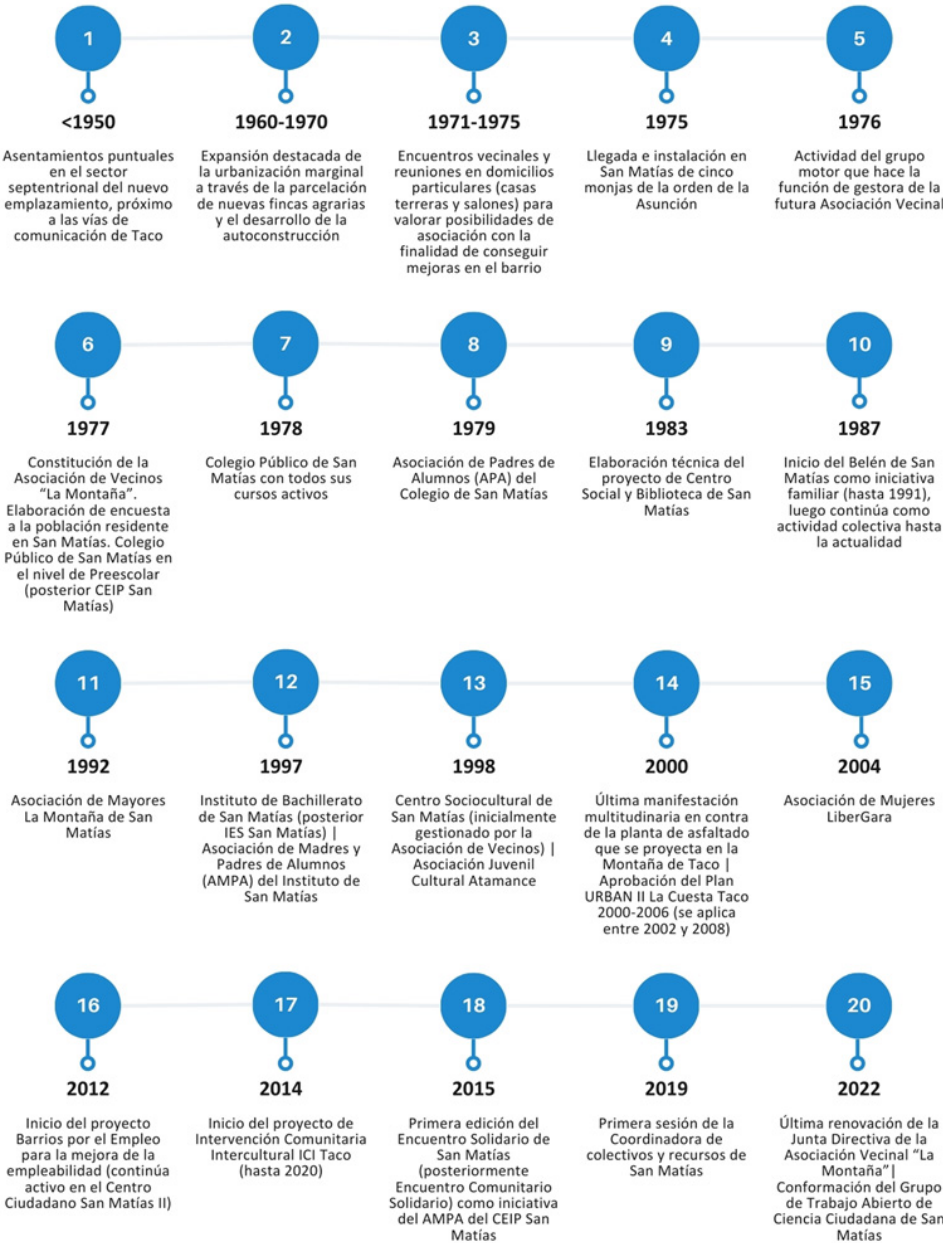 1
<1950
Asentamientos puntuales
en el sector
septentrional del nuevo
emplazamiento, próximo
a las vías de
comunicación de Taco
2
1960-1970
Expansión destacada de
la urbanización marginal
a través de la parcelación
de nuevas fincas agrarias
y el desarrollo de la
autoconstrucción
3
1971-1975
Encuentros vecinales y
reuniones en domicilios
particulares (casas
terreras y salones) para
valorar posibilidades de
asociación con la
finalidad de conseguir
mejoras en el barrio
4
1975
Llegada e instalación en
San Matías de cinco
monjas de la orden de la
Asunción
5
1976
Actividad del grupo
motor que hace la
función de gestora de la
futura Asociación Vecinal
6
1977
Constitución de la
Asociación de Vecinos
“La Montaña”.
Elaboración de encuesta
a la población residente
en San Matías. Colegio
Público de San Matías en
el nivel de Preescolar
(posterior CEIP San
Matías)
7
1978
Colegio Público de San
Matías con todos sus
cursos activos
8
1979
Asociación de Padres de
Alumnos (APA) del
Colegio de San Matías
9
1983
Elaboración técnica del
proyecto de Centro
Social y Biblioteca de San
Matías
10
1987
Inicio del Belén de San
Matías como iniciativa
familiar (hasta 1991),
luego continúa como
actividad colectiva hasta
la actualidad
11
1992
Asociación de Mayores
La Montaña de San
Matías
12
1997
Instituto de Bachillerato
de San Matías (posterior
IES San Matías) |
Asociación de Madres y
Padres de Alumnos
(AMPA) del Instituto de
San Matías
13
1998
Centro Sociocultural de
San Matías (inicialmente
gestionado por la
Asociación de Vecinos) |
Asociación Juvenil
Cultural Atamance
14
2000
Última manifestación
multitudinaria en contra
de la planta de asfaltado
que se proyecta en la
Montaña de Taco |
Aprobación del Plan
URBAN II La Cuesta Taco
2000-2006 (se aplica
entre 2002 y 2008)
15
2004
Asociación de Mujeres
LiberGara
16
2012
Inicio del proyecto
Barrios por el Empleo
para la mejora de la
empleabilidad (continúa
activo en el Centro
Ciudadano San Matías II)
17
2014
Inicio del proyecto de
Intervención Comunitaria
Intercultural ICI Taco
(hasta 2020)
18
2015
Primera edición del
Encuentro Solidario de
San Matías
(posteriormente
Encuentro Comunitario
Solidario) como iniciativa
del AMPA del CEIP San
Matías
19
2019
Primera sesión de la
Coordinadora de
colectivos y recursos de
San Matías
20
2022
Última renovación de la
Junta Directiva de la
Asociación Vecinal “La
Montaña”|
Conformación del Grupo
de Trabajo Abierto de
Ciencia Ciudadana de San
Matías